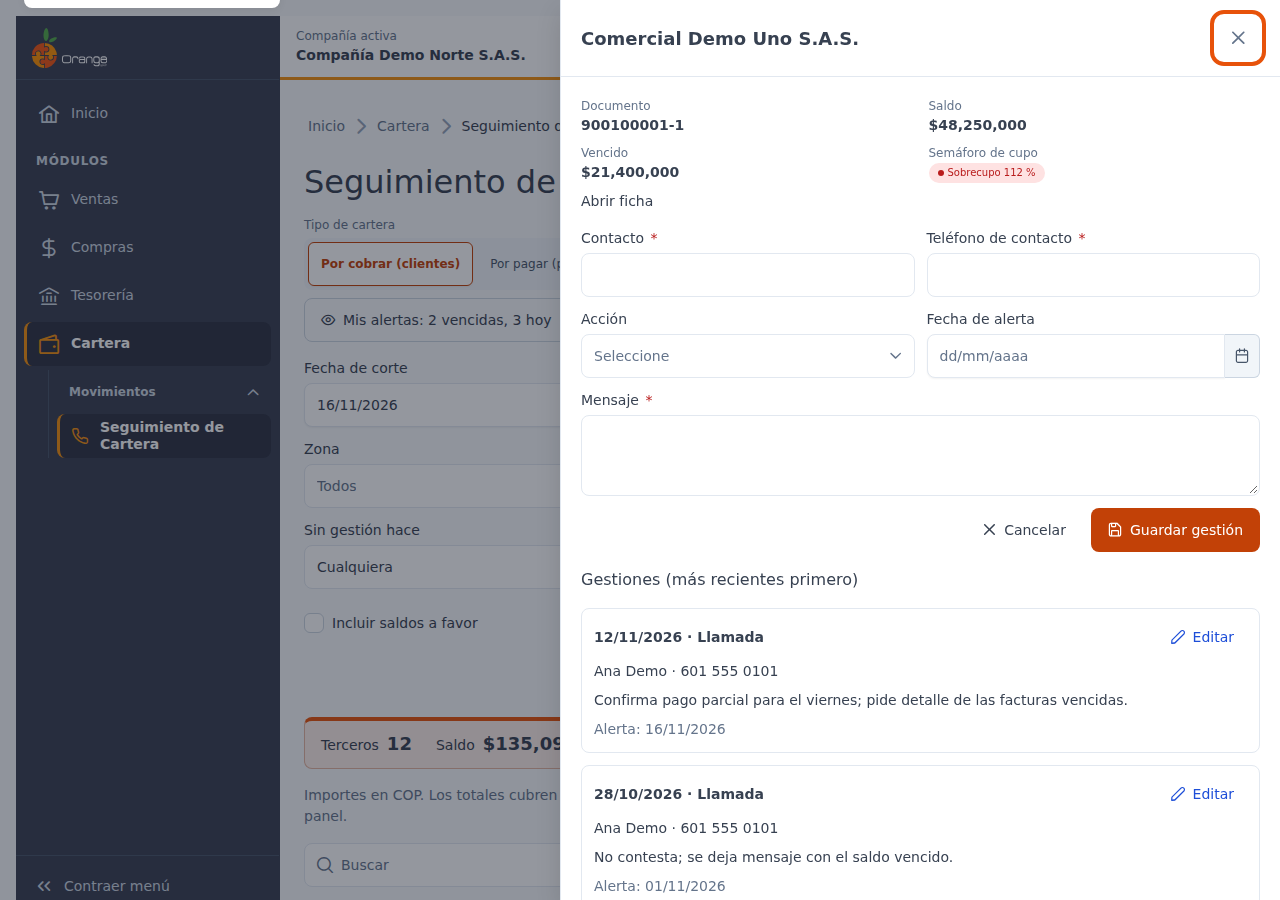 Orange
Inicio
MÓDULOS
Ventas
Compras
Tesorería
Cartera
Movimientos
Seguimiento de
Cartera
Contraer menú
Compañía activa
Compañía Demo Norte S.A.S.
Inicio Cartera Seguimiento
Seguimiento de
Tipo de cartera
Por cobrar (clientes) Por pagar
Mis alertas: 2 vencidas, 3 hoy
Fecha de corte
16/11/2026
Zona
Todos
Sin gestión hace
Cualquiera
Incluir saldos a favor
Terceros 12 Saldo $135,09
Importes en COP. Los totales cubren
panel.
Buscar
Comercial Demo Uno S.A.S.
Documento
900100001-1
Saldo
$48,250,000
Vencido
$21,400,000
Semáforo de cupo
Sobrecupo 112 %
Abrir ficha
Contacto *
Teléfono de contacto *
Acción
Seleccione
Fecha de alerta
dd/mm/aaaa
Mensaje *
Cancelar
Guardar gestión
Gestiones (más recientes primero)
12/11/2026 · Llamada
Editar
Ana Demo · 601 555 0101
Confirma pago parcial para el viernes; pide detalle de las facturas vencidas.
Alerta: 16/11/2026
28/10/2026 · Llamada
Editar
Ana Demo · 601 555 0101
No contesta; se deja mensaje con el saldo vencido.
Alerta: 01/11/2026